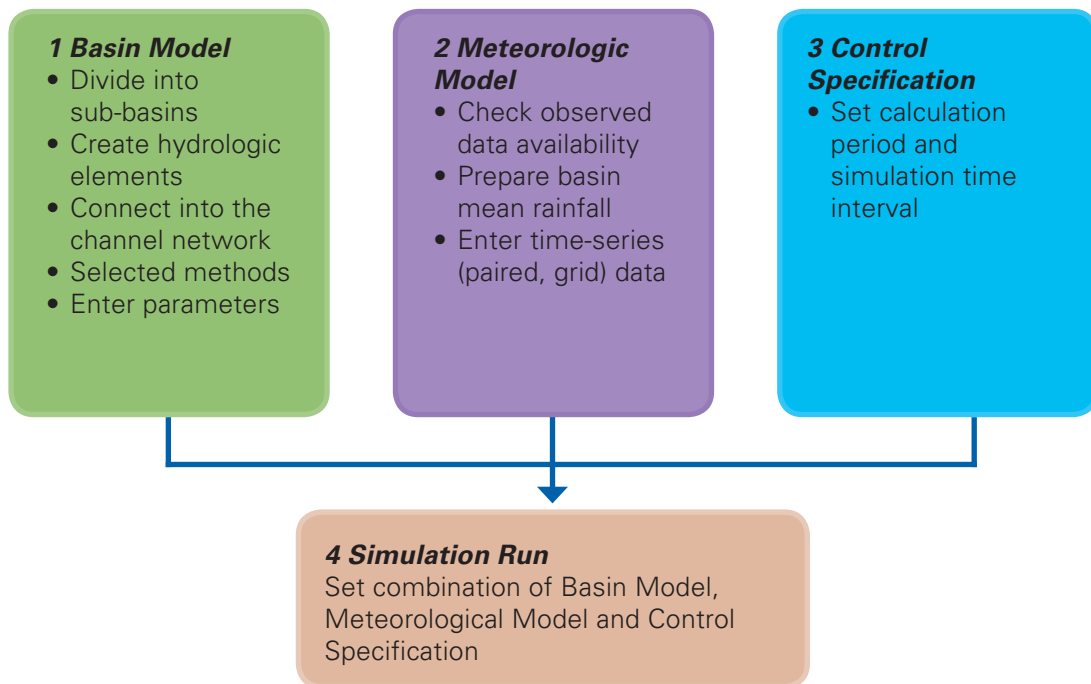 1 Basin Model
• Divide into
sub-basins
• Create hydrologic
elements
• Connect into the
channel network
• Selected methods
• Enter parameters
2 Meteorologic
Model
• Check observed
data availability
• Prepare basin
mean rainfall
• Enter time-series
(paired, grid) data
3 Control
Specification
• Set calculation
period and
simulation time
interval
4 Simulation Run
Set combination of Basin Model,
Meteorological Model and Control
Specification